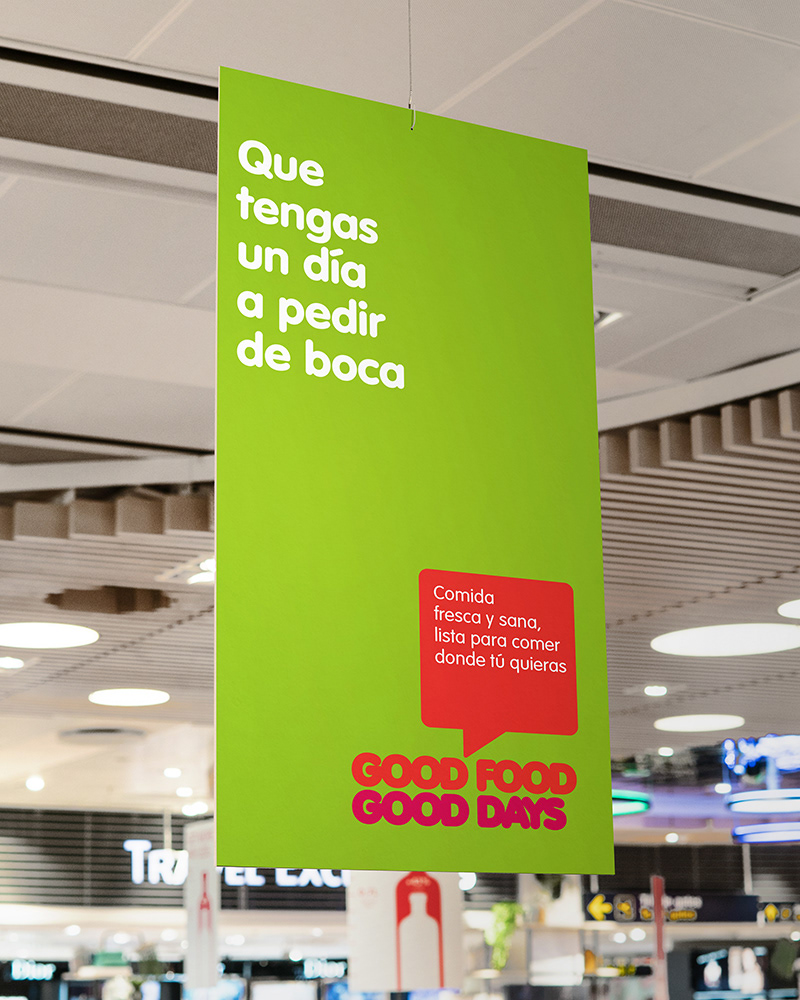 Que
tengas
un día
a pedir
de boca
Comida
fresca y sana,
lista para comer
donde tú quieras
GOOD FOOD
GOOD DAYS
Dior
Dior